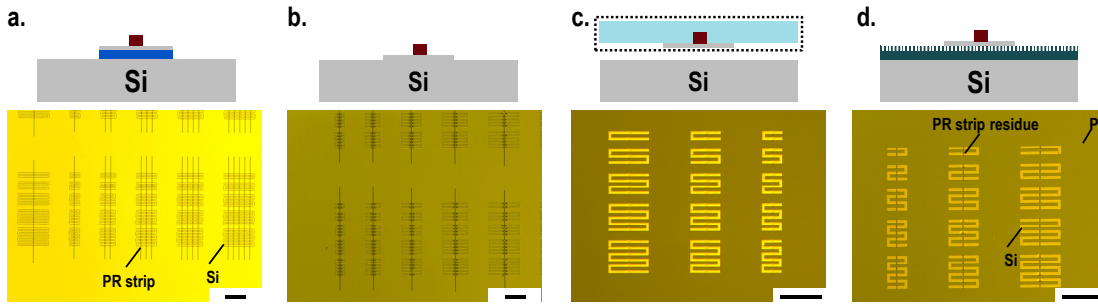 a.
b.
c.
d.
Si
Si
Si
Si
PR strip residue
P
PR strip
Si
Si